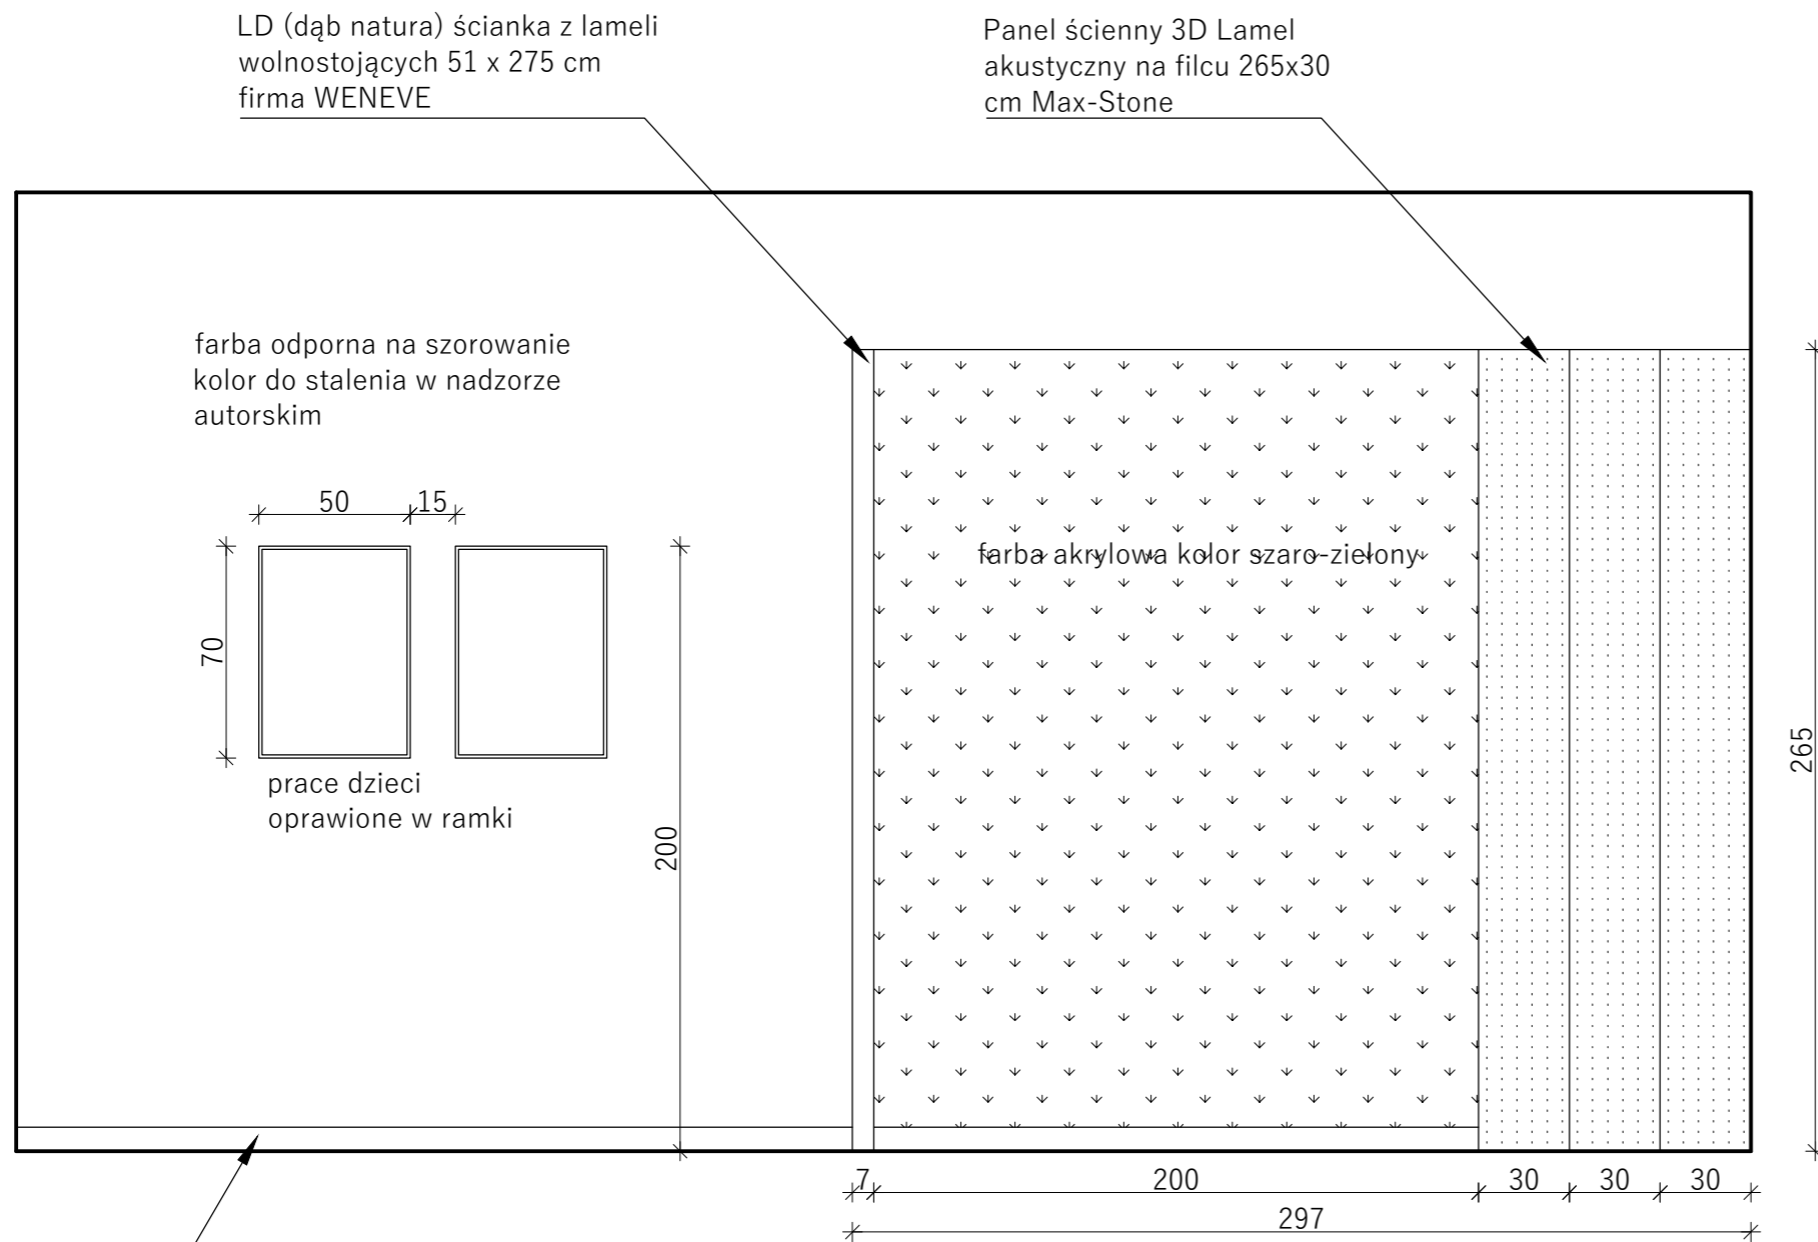 LD (dąb natura) ścianka z lameli
wolnostojących 51 x 275 cm
firma WENEVE
Panel ścienny 3D Lamel
akustyczny na filcu 265x30
cm Max-Stone
farba odporna na szorowanie
kolor do stalenia w nadzorze
autorskim
50
15
70
farba akrylowa kolor szaro-zielony
prace dzieci
oprawione w ramki
200
265
7
200
30
30
30
297